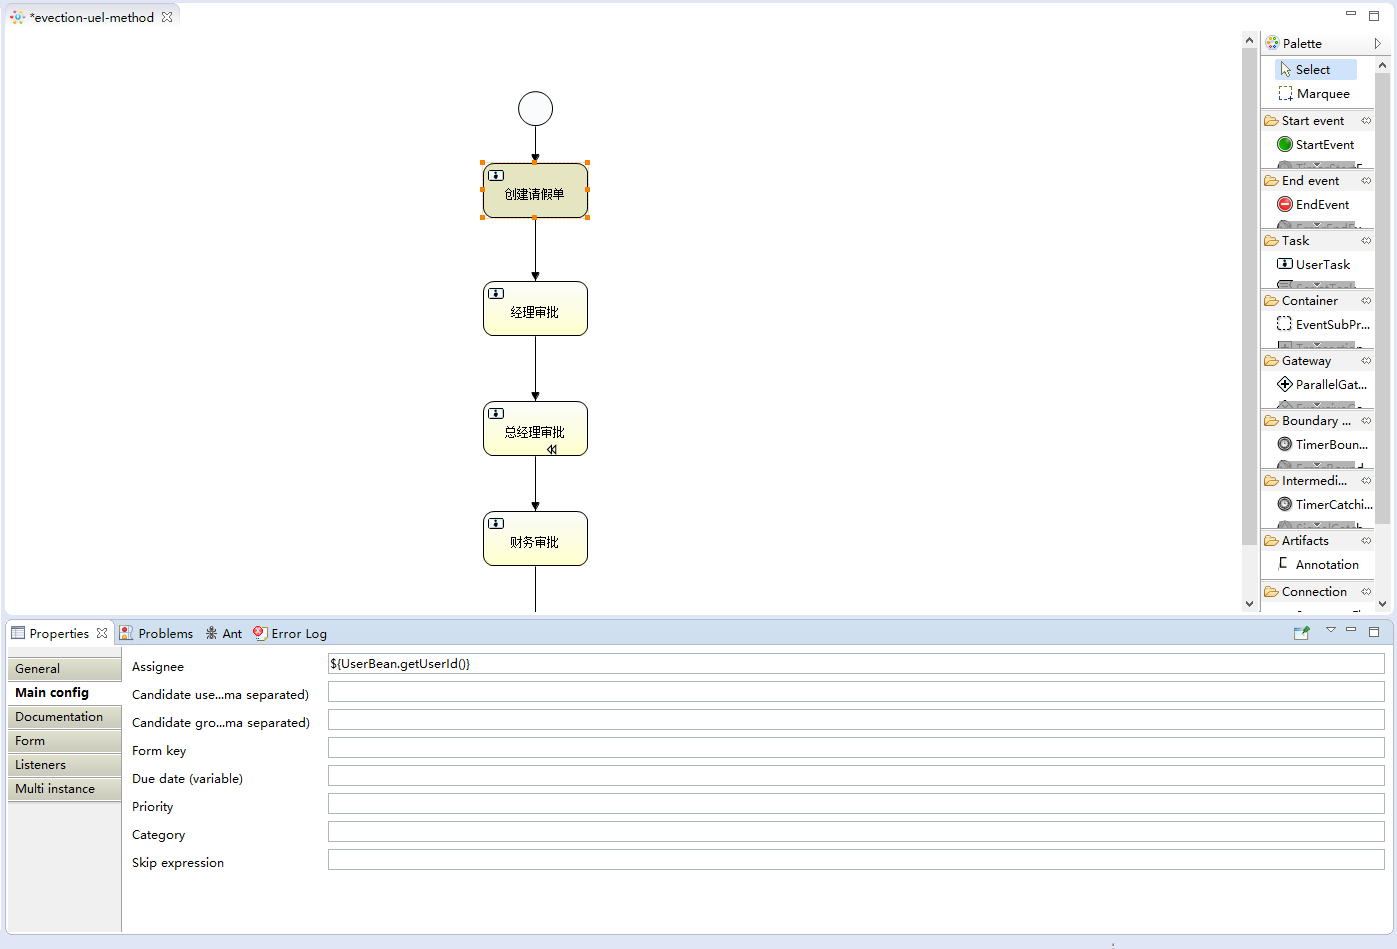 *evection-uel-method
Palette
Select
Marquee
Start event
StartEvent
End event
EndEvent
Task
UserTask
Container
EventSubPr...
Gateway
ParallelGat...
Boundary ...
TimerBoun...
Intermedi...
TimerCatchi...
Artifacts
Annotation
Connection
创建请假单
经理审批
总经理审批
财务审批
Properties
Problems
Ant
Error Log
General
Main config
Documentation
Form
Listeners
Multi instance
Assignee
${UserBean.getUserId()}
Candidate use...ma separated)
Candidate gro...ma separated)
Form key
Due date (variable)
Priority
Category
Skip expression